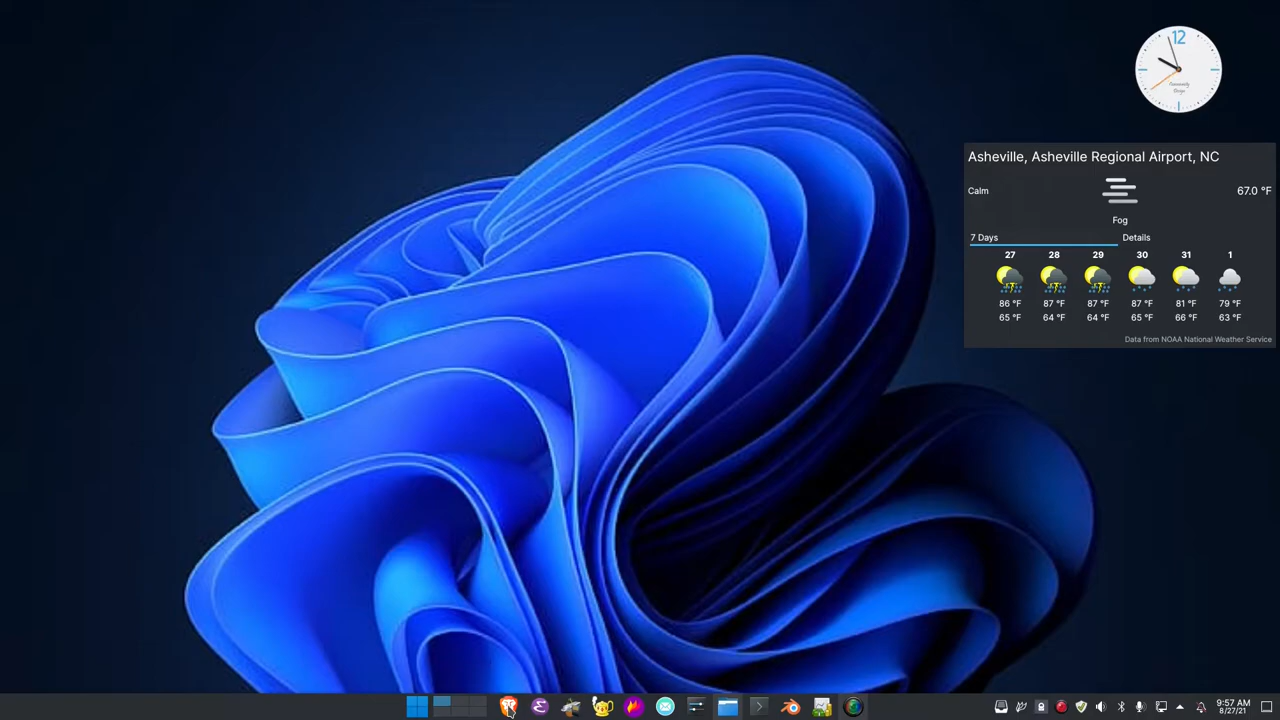 12
Asheville, Asheville Regional Airport, NC
Calm
67.0 °F
Fog
7 Days
Details
27 28 29 30 31 1
86 °F 87 °F 87 °F 87 °F 81 °F 79 °F
65 °F 64 °F 64 °F 65 °F 66 °F 63 °F
Data from NOAA National Weather Service
9:57 AM
8/27/21